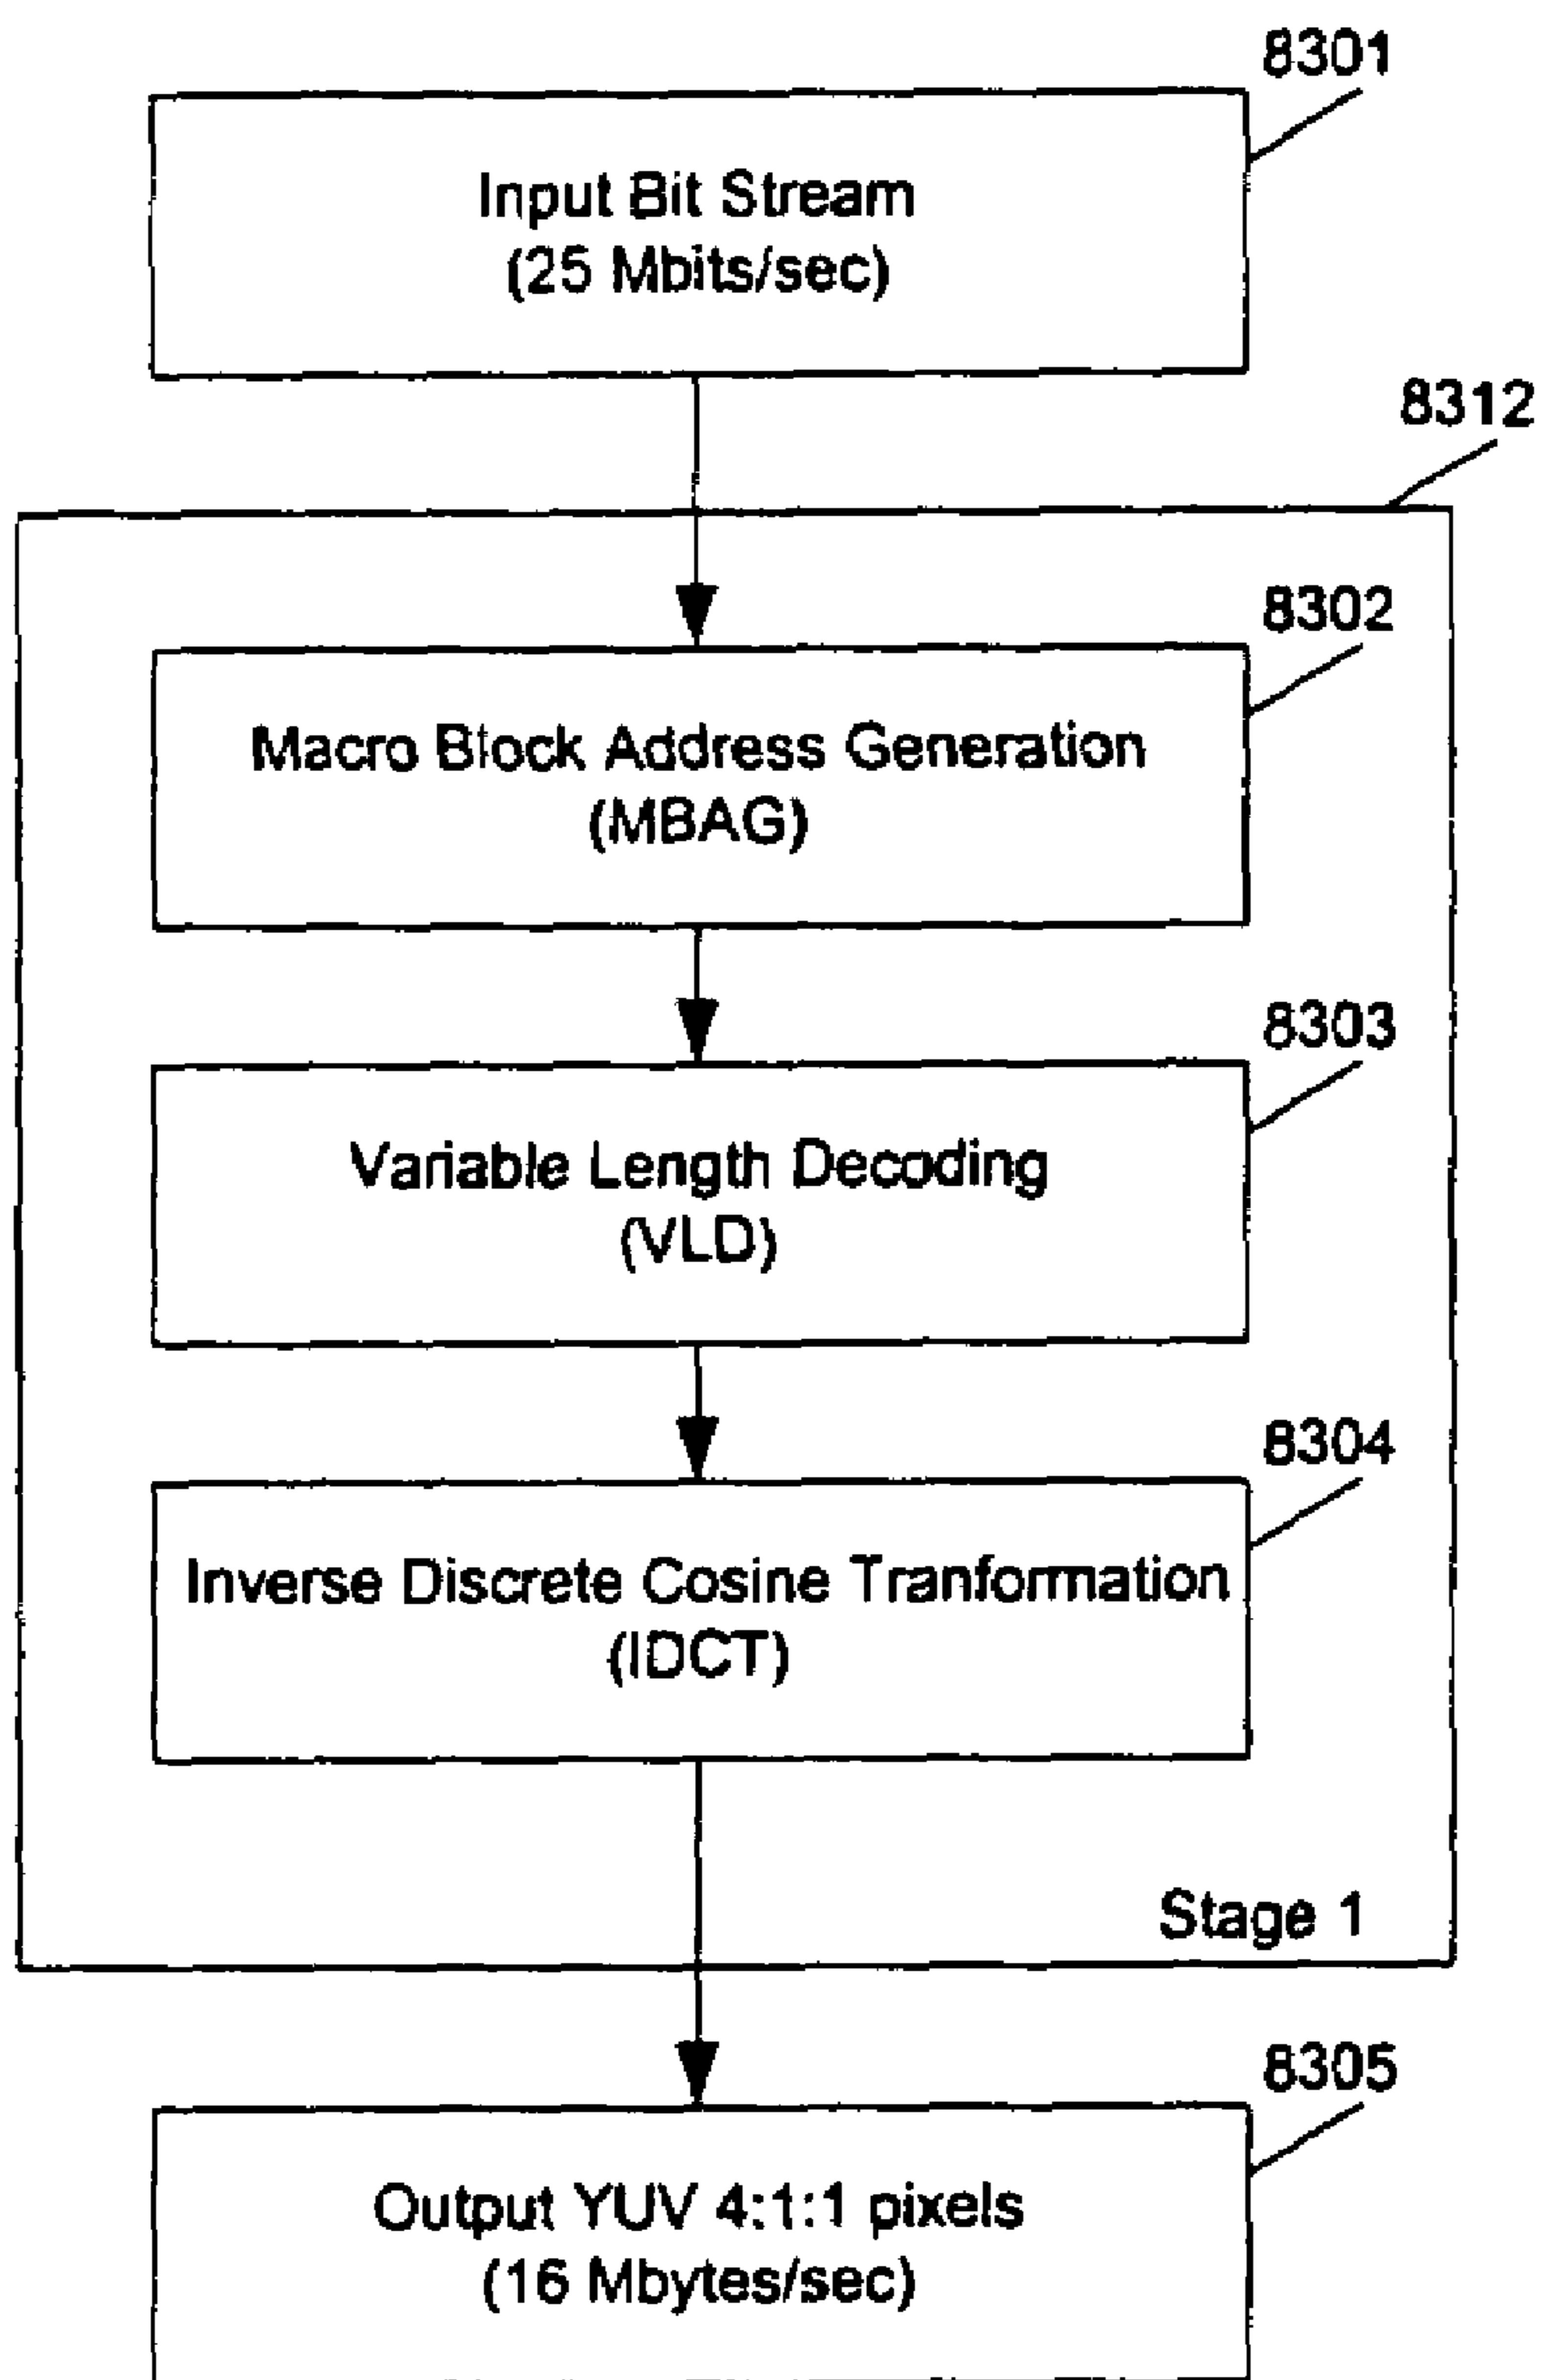 8301
Input Bit Stream
(25 Mbits/sec)
8312
8302
Macro Block Address Generation
(MBAG)
8303
Variable Length Decoding
(VLD)
8304
Inverse Discrete Cosine Tranformation
(IDCT)
Stage 1
8305
Output YUV 4:1:1 pixels
(16 Mbytes/sec)